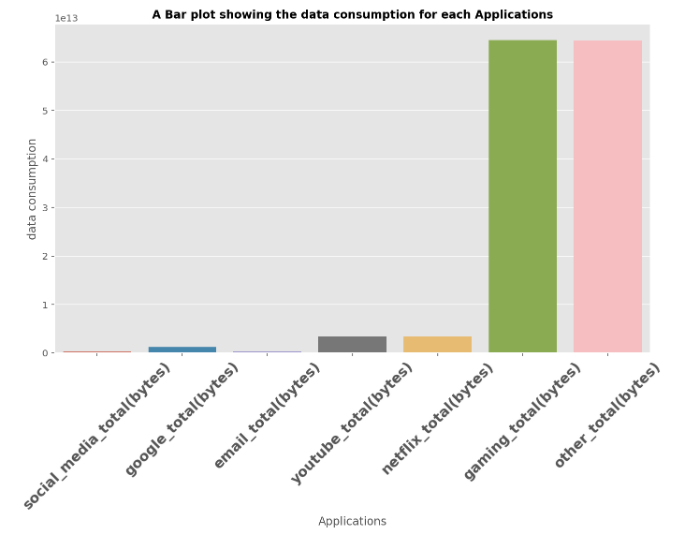 A Bar plot showing the data consumption for each Applications
1e13
6
5
4
3
2
1
0
data consumption
social_media_total(bytes)
google_total(bytes)
email_total(bytes)
youtube_total(bytes)
netflix_total(bytes)
gaming_total(bytes)
other_total(bytes)
Applications